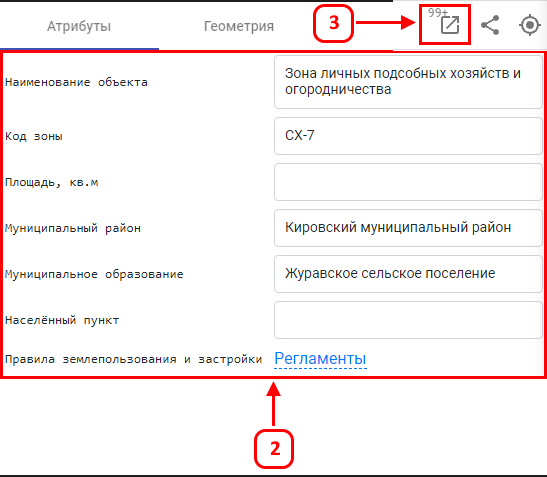 Атрибуты
Геометрия
3
99+
Наименование объекта
Зона личных подсобных хозяйств и
огородничества
Код зоны
СХ-7
Площадь, кв.м
Муниципальный район
Кировский муниципальный район
Муниципальное образование
Журавское сельское поселение
Населённый пункт
Правила землепользования и застройки
Регламенты
2